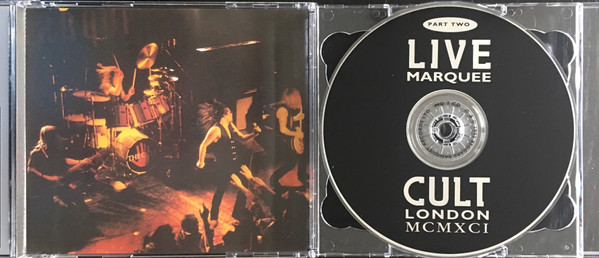 PART TWO
LIVE
MARQUEE
CULT
LONDON
MCMXCI